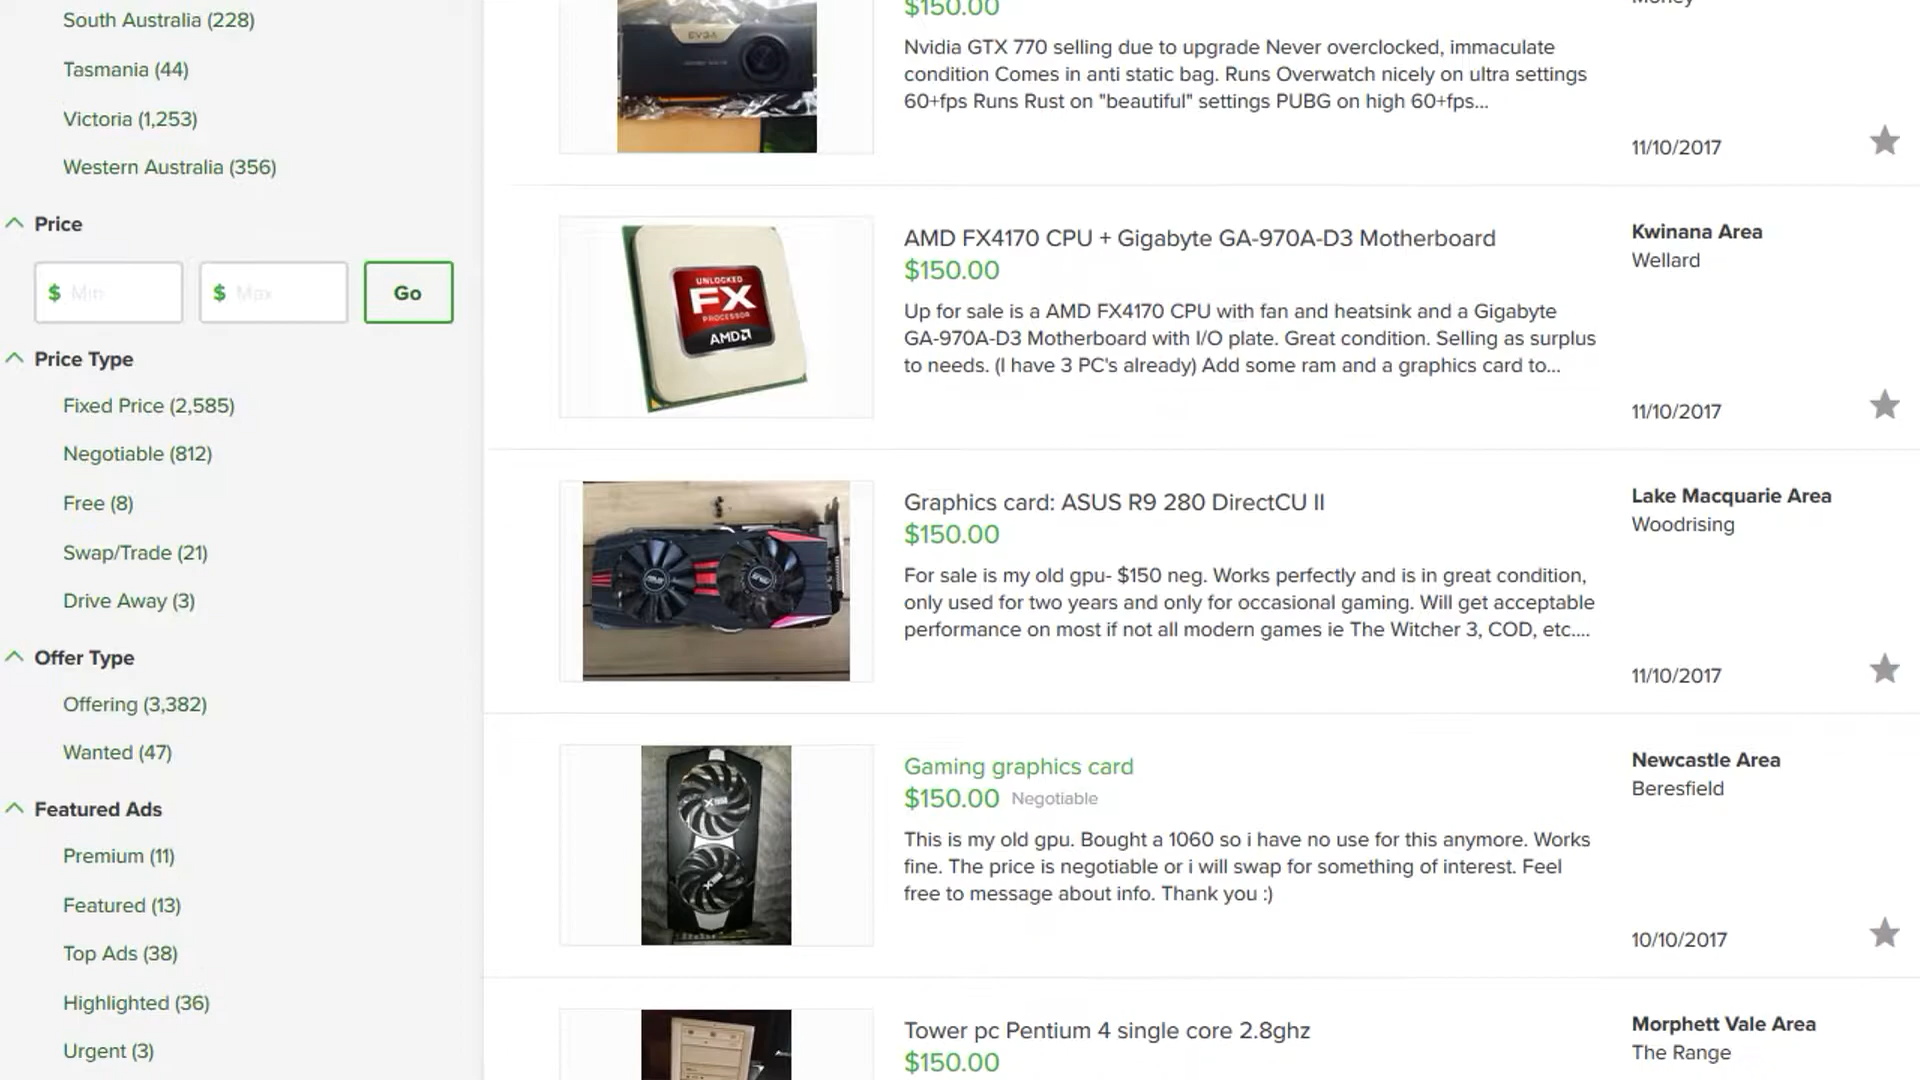 South Australia (228)
Tasmania (44)
Victoria (1,253)
Western Australia (356)
Price
$ Min
$ Max
Go
Price Type
Fixed Price (2,585)
Negotiable (812)
Free (8)
Swap/Trade (21)
Drive Away (3)
Offer Type
Offering (3,382)
Wanted (47)
Featured Ads
Premium (11)
Featured (13)
Top Ads (38)
Highlighted (36)
Urgent (3)
EVGA
$150.00
Nvidia GTX 770 selling due to upgrade Never overclocked, immaculate
condition Comes in anti static bag. Runs Overwatch nicely on ultra settings
60+fps Runs Rust on "beautiful" settings PUBG on high 60+fps...
11/10/2017
UNLOCKED
FX
PROCESSOR
AMD
AMD FX4170 CPU + Gigabyte GA-970A-D3 Motherboard
$150.00
Up for sale is a AMD FX4170 CPU with fan and heatsink and a Gigabyte
GA-970A-D3 Motherboard with I/O plate. Great condition. Selling as surplus
to needs. (I have 3 PC's already) Add some ram and a graphics card to...
Kwinana Area
Wellard
11/10/2017
Graphics card: ASUS R9 280 DirectCU II
$150.00
For sale is my old gpu- $150 neg. Works perfectly and is in great condition,
only used for two years and only for occasional gaming. Will get acceptable
performance on most if not all modern games ie The Witcher 3, COD, etc....
Lake Macquarie Area
Woodrising
11/10/2017
Gaming graphics card
$150.00 Negotiable
This is my old gpu. Bought a 1060 so i have no use for this anymore. Works
fine. The price is negotiable or i will swap for something of interest. Feel
free to message about info. Thank you :)
Newcastle Area
Beresfield
10/10/2017
Tower pc Pentium 4 single core 2.8ghz
$150.00
Morphett Vale Area
The Range